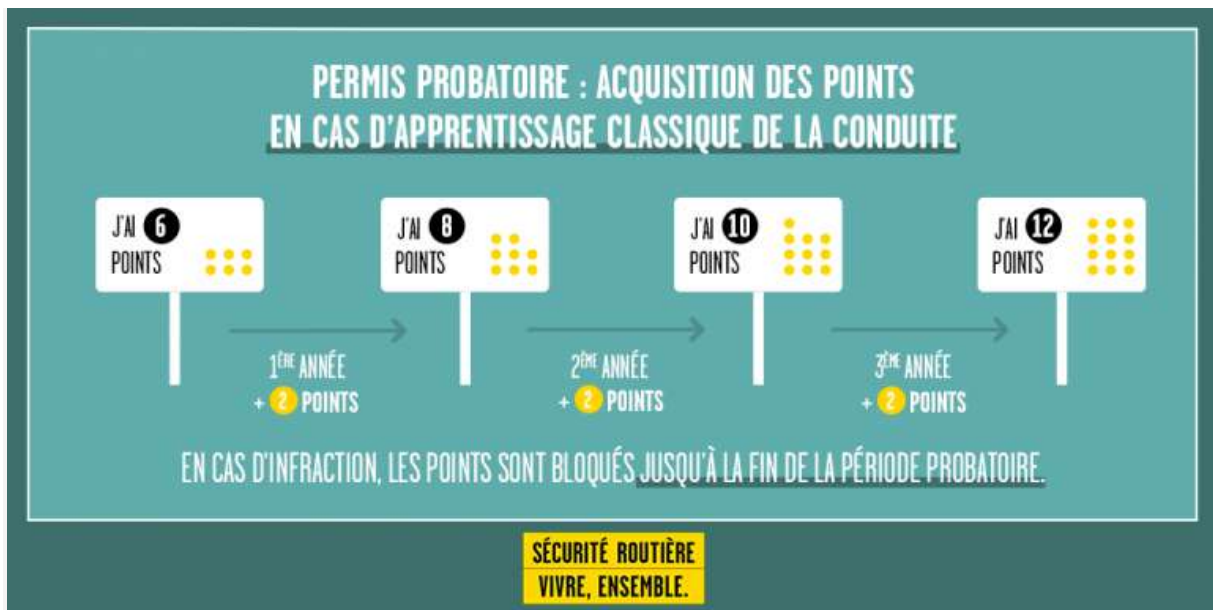 PERMIS PROBATOIRE : ACQUISITION DES POINTS
EN CAS D'APPRENTISSAGE CLASSIQUE DE LA CONDUITE
J'AI 6
POINTS
J'AI 8
POINTS
J'AI 10
POINTS
J'AI 12
POINTS
1ÈRE ANNÉE
+ 2 POINTS
2ÈME ANNÉE
+ 2 POINTS
3ÈME ANNÉE
+ 2 POINTS
EN CAS D'INFRACTION, LES POINTS SONT BLOQUÉS JUSQU'À LA FIN DE LA PÉRIODE PROBATOIRE.
SÉCURITÉ ROUTIÈRE
VIVRE, ENSEMBLE.